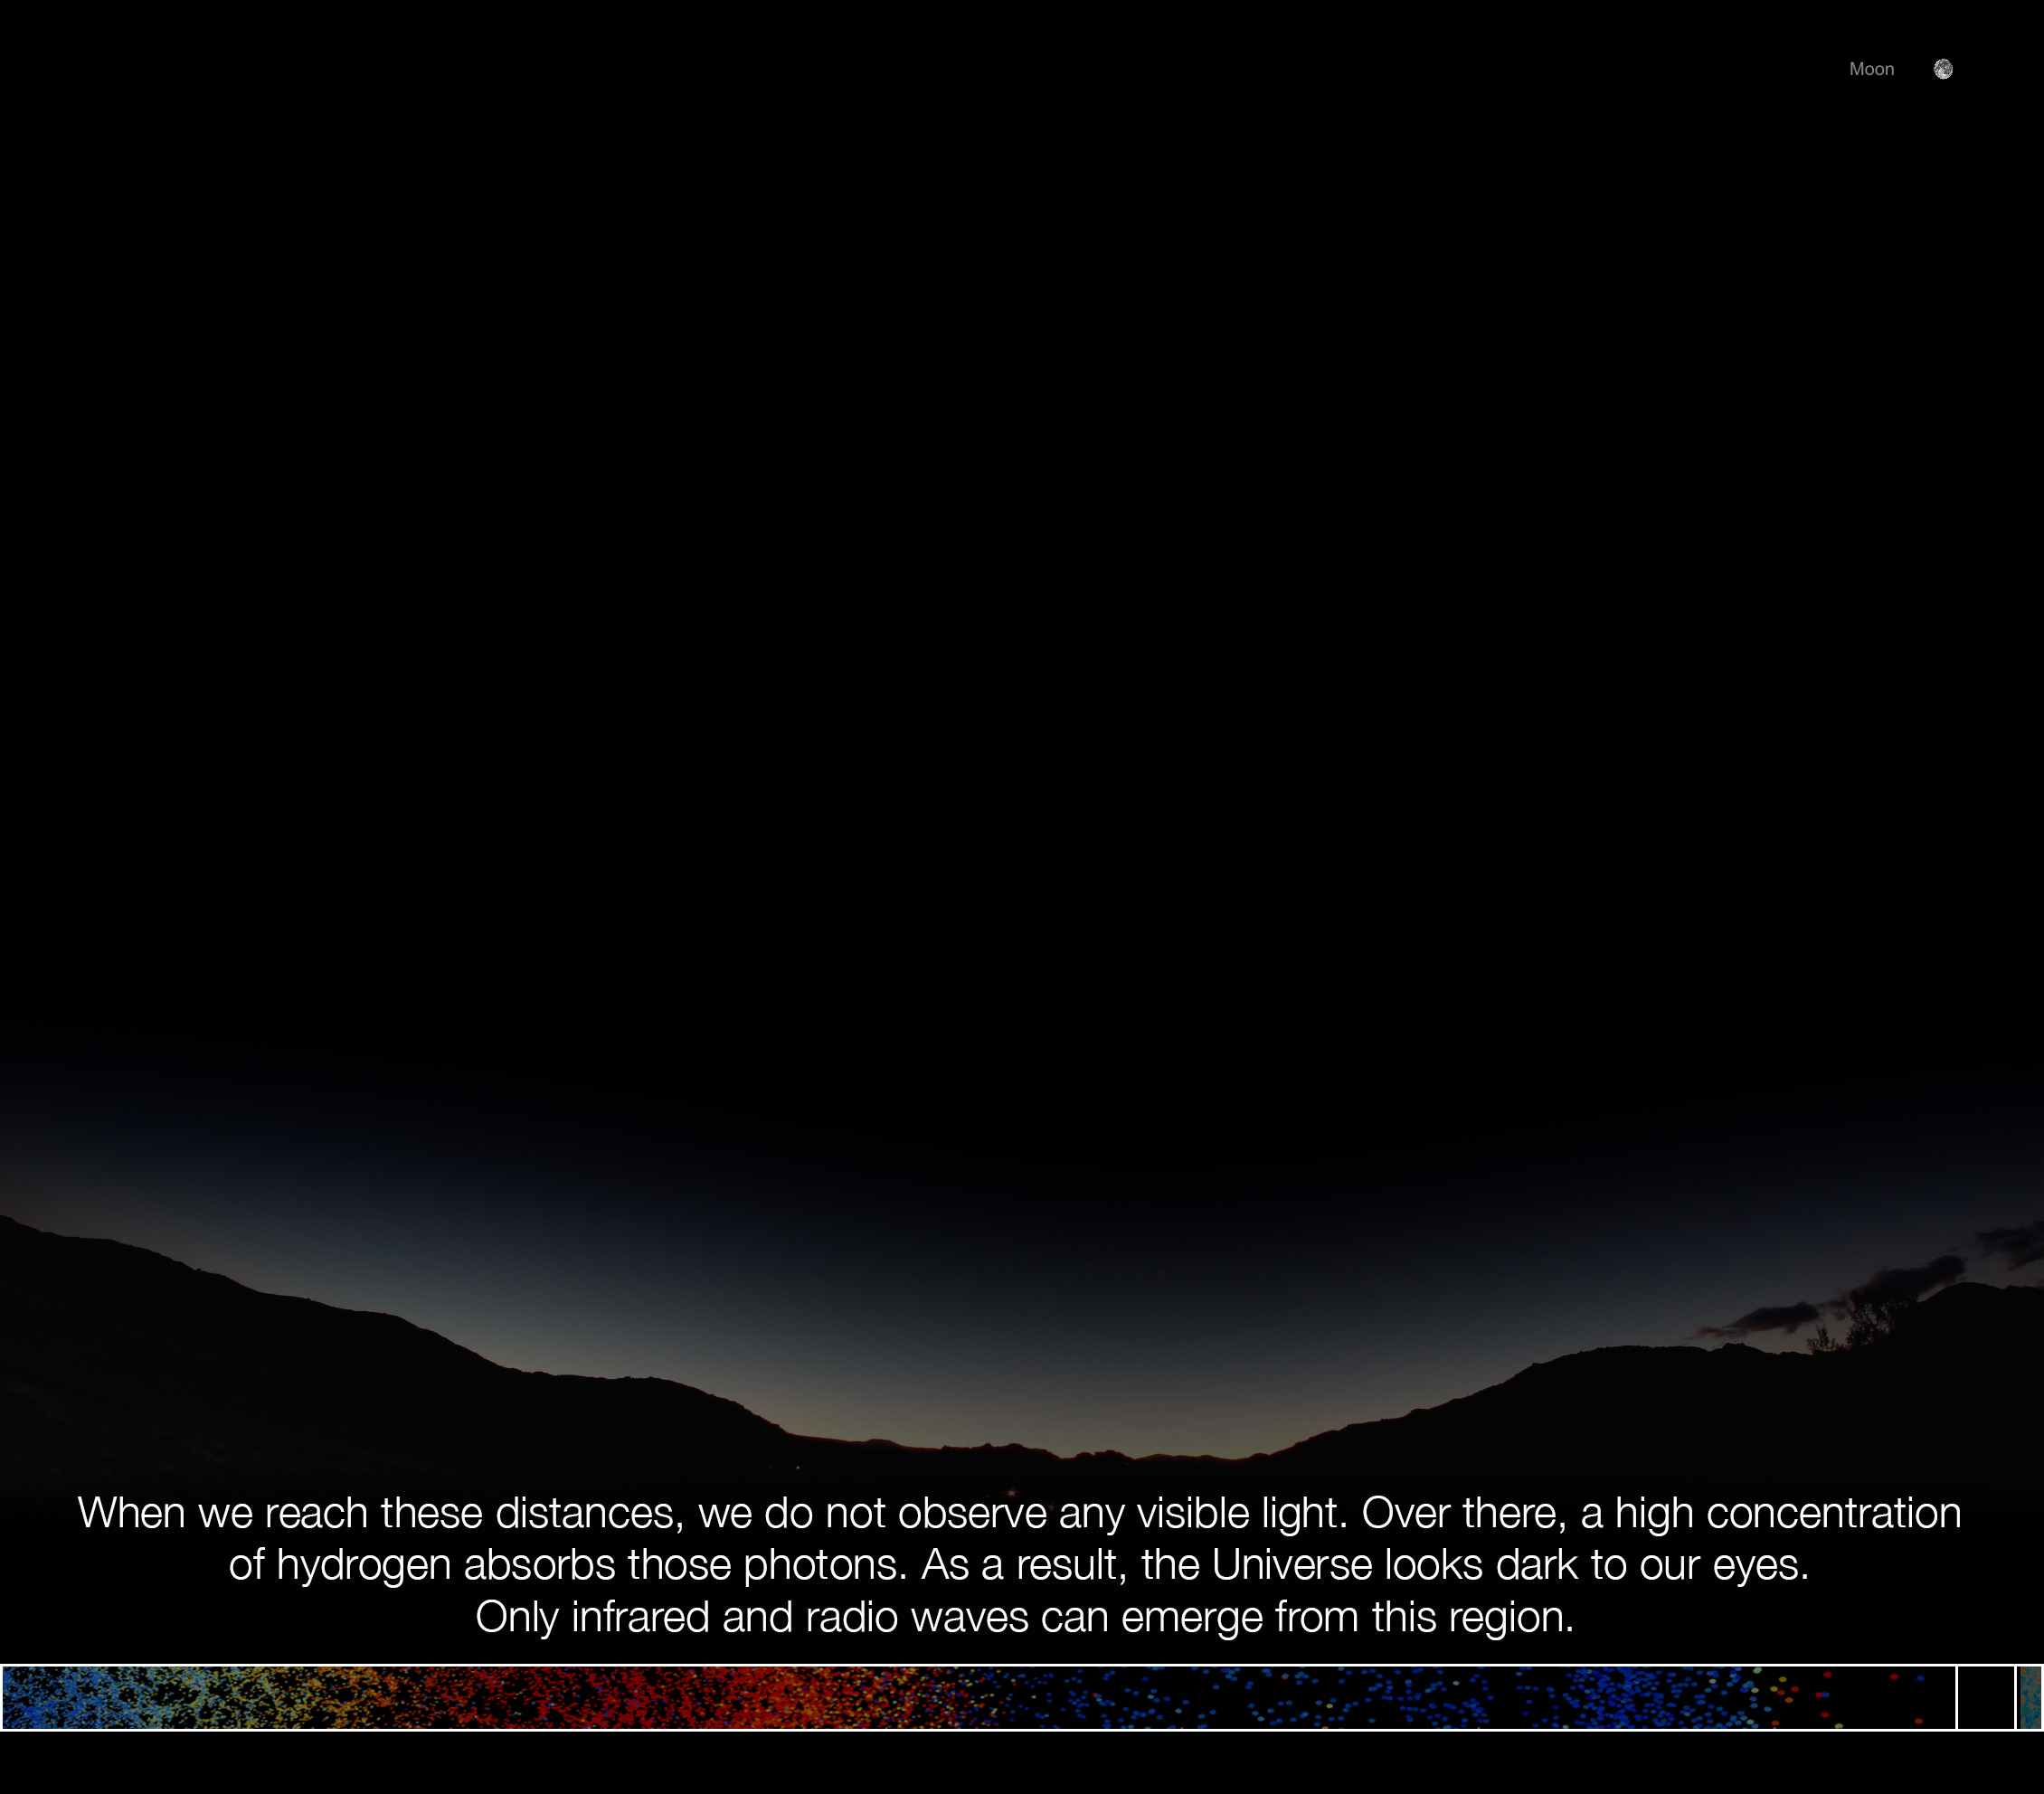 Moon
When we reach these distances, we do not observe any visible light. Over there, a high concentration
of hydrogen absorbs those photons. As a result, the Universe looks dark to our eyes.
Only infrared and radio waves can emerge from this region.